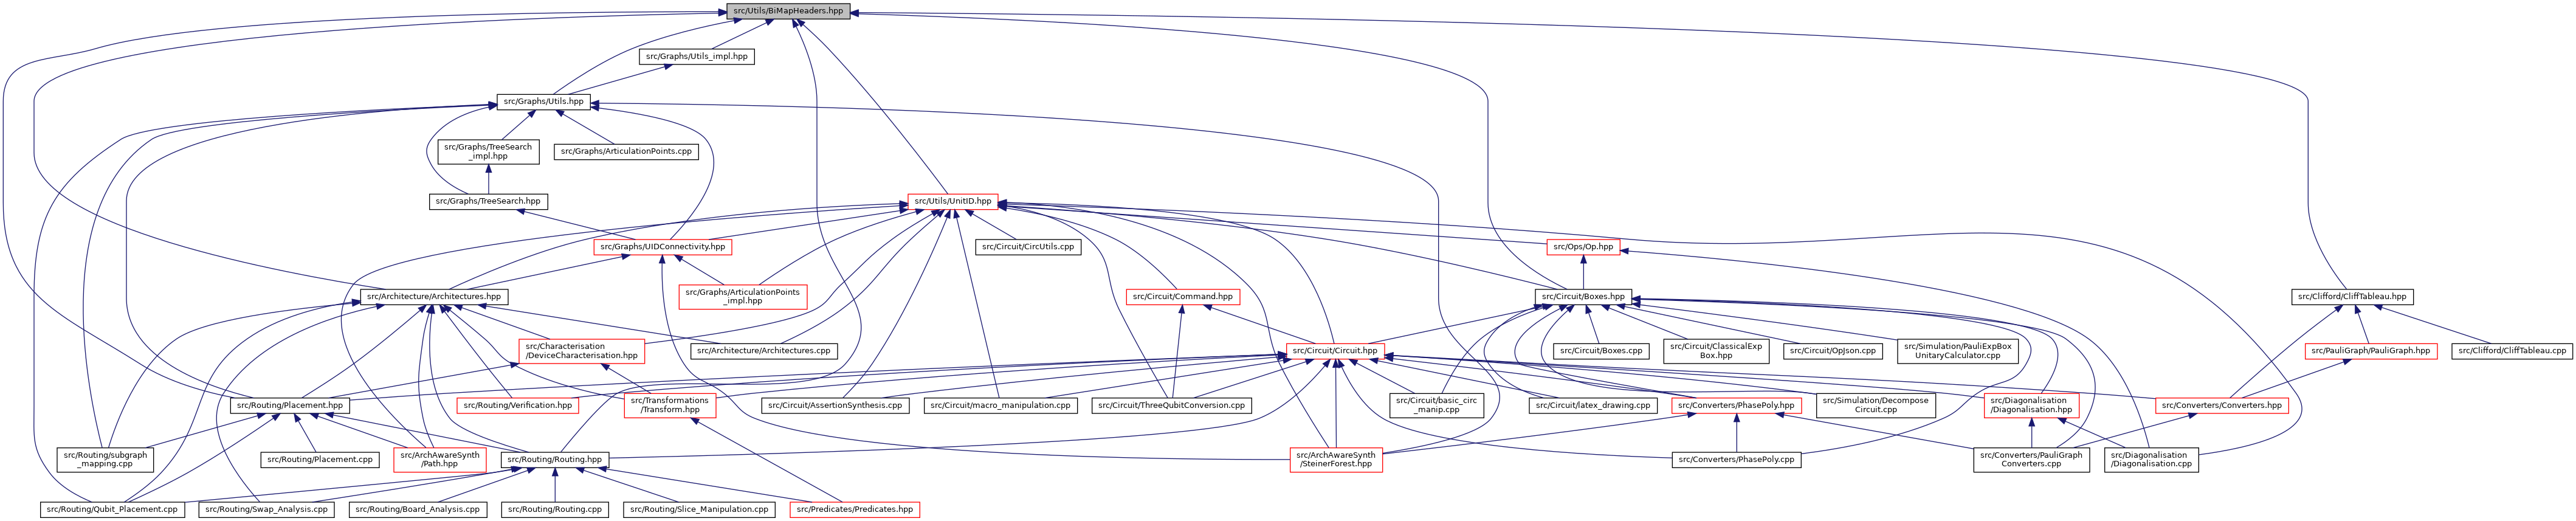 src/Utils/BiMapHeaders.hpp
src/Graphs/Utils_impl.hpp
src/Graphs/Utils.hpp
src/Graphs/TreeSearch
_impl.hpp
src/Graphs/ArticulationPoints.cpp
src/Graphs/TreeSearch.hpp
src/Utils/UnitID.hpp
src/Graphs/UIDConnectivity.hpp
src/Circuit/CircUtils.cpp
src/Ops/Op.hpp
src/Architecture/Architectures.hpp
src/Graphs/ArticulationPoints
_impl.hpp
src/Circuit/Command.hpp
src/Circuit/Boxes.hpp
src/Clifford/CliffTableau.hpp
src/Characterisation
/DeviceCharacterisation.hpp
src/Architecture/Architectures.cpp
src/Circuit/Circuit.hpp
src/Circuit/Boxes.cpp
src/Circuit/ClassicalExp
Box.hpp
src/Circuit/OpJson.cpp
src/Simulation/PauliExpBox
UnitaryCalculator.cpp
src/PauliGraph/PauliGraph.hpp
src/Clifford/CliffTableau.cpp
src/Routing/Placement.hpp
src/Routing/Verification.hpp
src/Transformations
/Transform.hpp
src/Circuit/AssertionSynthesis.cpp
src/Circuit/macro_manipulation.cpp
src/Circuit/ThreeQubitConversion.cpp
src/Circuit/basic_circ
_manip.cpp
src/Circuit/latex_drawing.cpp
src/Converters/PhasePoly.hpp
src/Simulation/Decompose
Circuit.cpp
src/Diagonalisation
/Diagonalisation.hpp
src/Converters/Converters.hpp
src/Routing/subgraph
_mapping.cpp
src/Routing/Placement.cpp
src/ArchAwareSynth
/Path.hpp
src/Routing/Routing.hpp
src/ArchAwareSynth
/SteinerForest.hpp
src/Converters/PhasePoly.cpp
src/Converters/PauliGraph
Converters.cpp
src/Diagonalisation
/Diagonalisation.cpp
src/Routing/Qubit_Placement.cpp
src/Routing/Swap_Analysis.cpp
src/Routing/Board_Analysis.cpp
src/Routing/Routing.cpp
src/Routing/Slice_Manipulation.cpp
src/Predicates/Predicates.hpp